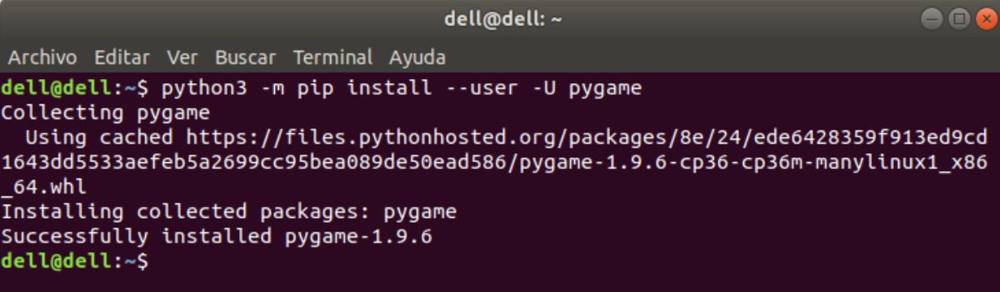 dell@dell: ~
Archivo Editar Ver Buscar Terminal Ayuda
dell@dell:~$ python3 -m pip install --user -U pygame
Collecting pygame
  Using cached https://files.pythonhosted.org/packages/8e/24/ede6428359f913ed9cd
1643dd5533aefeb5a2699cc95bea089de50ead586/pygame-1.9.6-cp36-cp36m-manylinux1_x86
_64.whl
Installing collected packages: pygame
Successfully installed pygame-1.9.6
dell@dell:~$